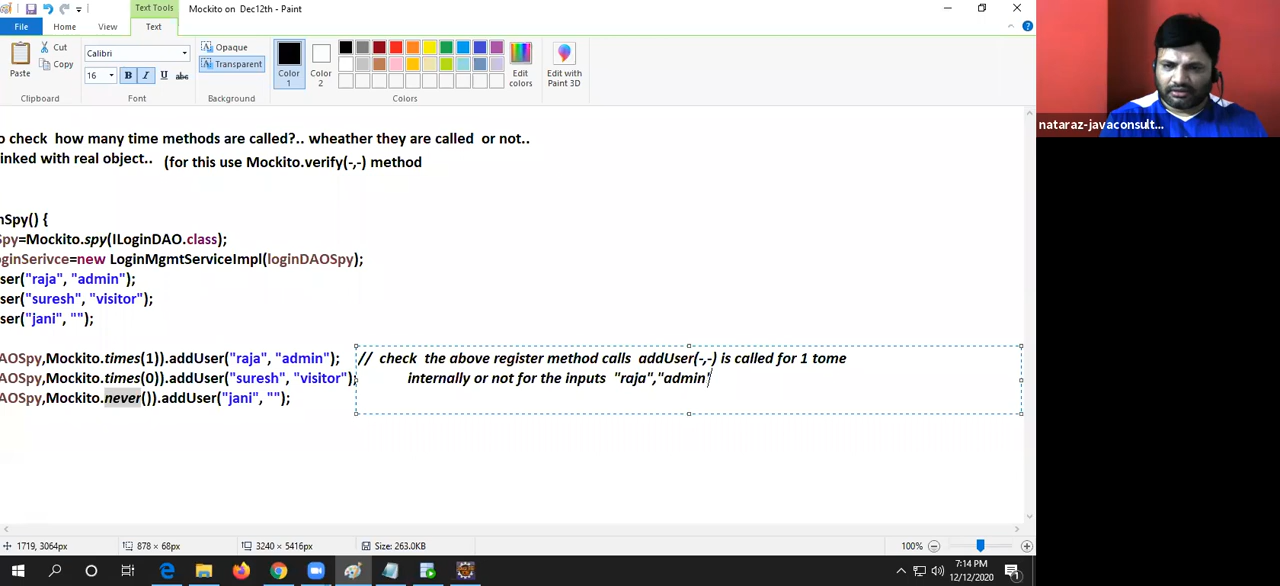 Text Tools
Mockito on Dec12th - Paint
File
Home
View
Text
Paste
Cut
Copy
Clipboard
Calibri
16
B
I
U
abc
Font
Opaque
Transparent
Background
Color
1
Color
2
Edit
colors
Colors
Edit with
Paint 3D
nataraz-javaconsult...
o check how many time methods are called?.. wheather they are called or not..
inked with real object.. (for this use Mockito.verify(-,-) method
nSpy() {
Spy=Mockito.spy(ILoginDAO.class);
oginSerivce=new LoginMgmtServiceImpl(loginDAOSpy);
ser("raja", "admin");
ser("suresh", "visitor");
ser("jani", "");
AOSpy,Mockito.times(1)).addUser("raja", "admin"); // check the above register method calls addUser(-,-) is called for 1 tome
AOSpy,Mockito.times(0)).addUser("suresh", "visitor"); internally or not for the inputs "raja","admin'
AOSpy,Mockito.never()).addUser("jani", "");
1719, 3064px
878 × 68px
3240 × 5416px
Size: 263.0KB
100%
7:14 PM
12/12/2020